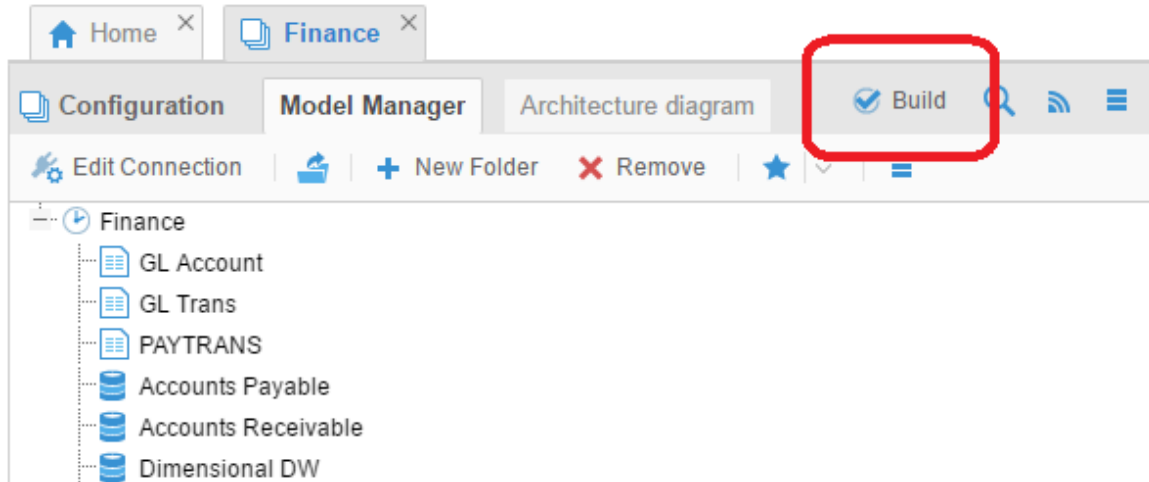 Home Finance
Configuration Model Manager Architecture diagram Build
Edit Connection New Folder Remove
Finance
GL Account
GL Trans
PAYTRANS
Accounts Payable
Accounts Receivable
Dimensional DW